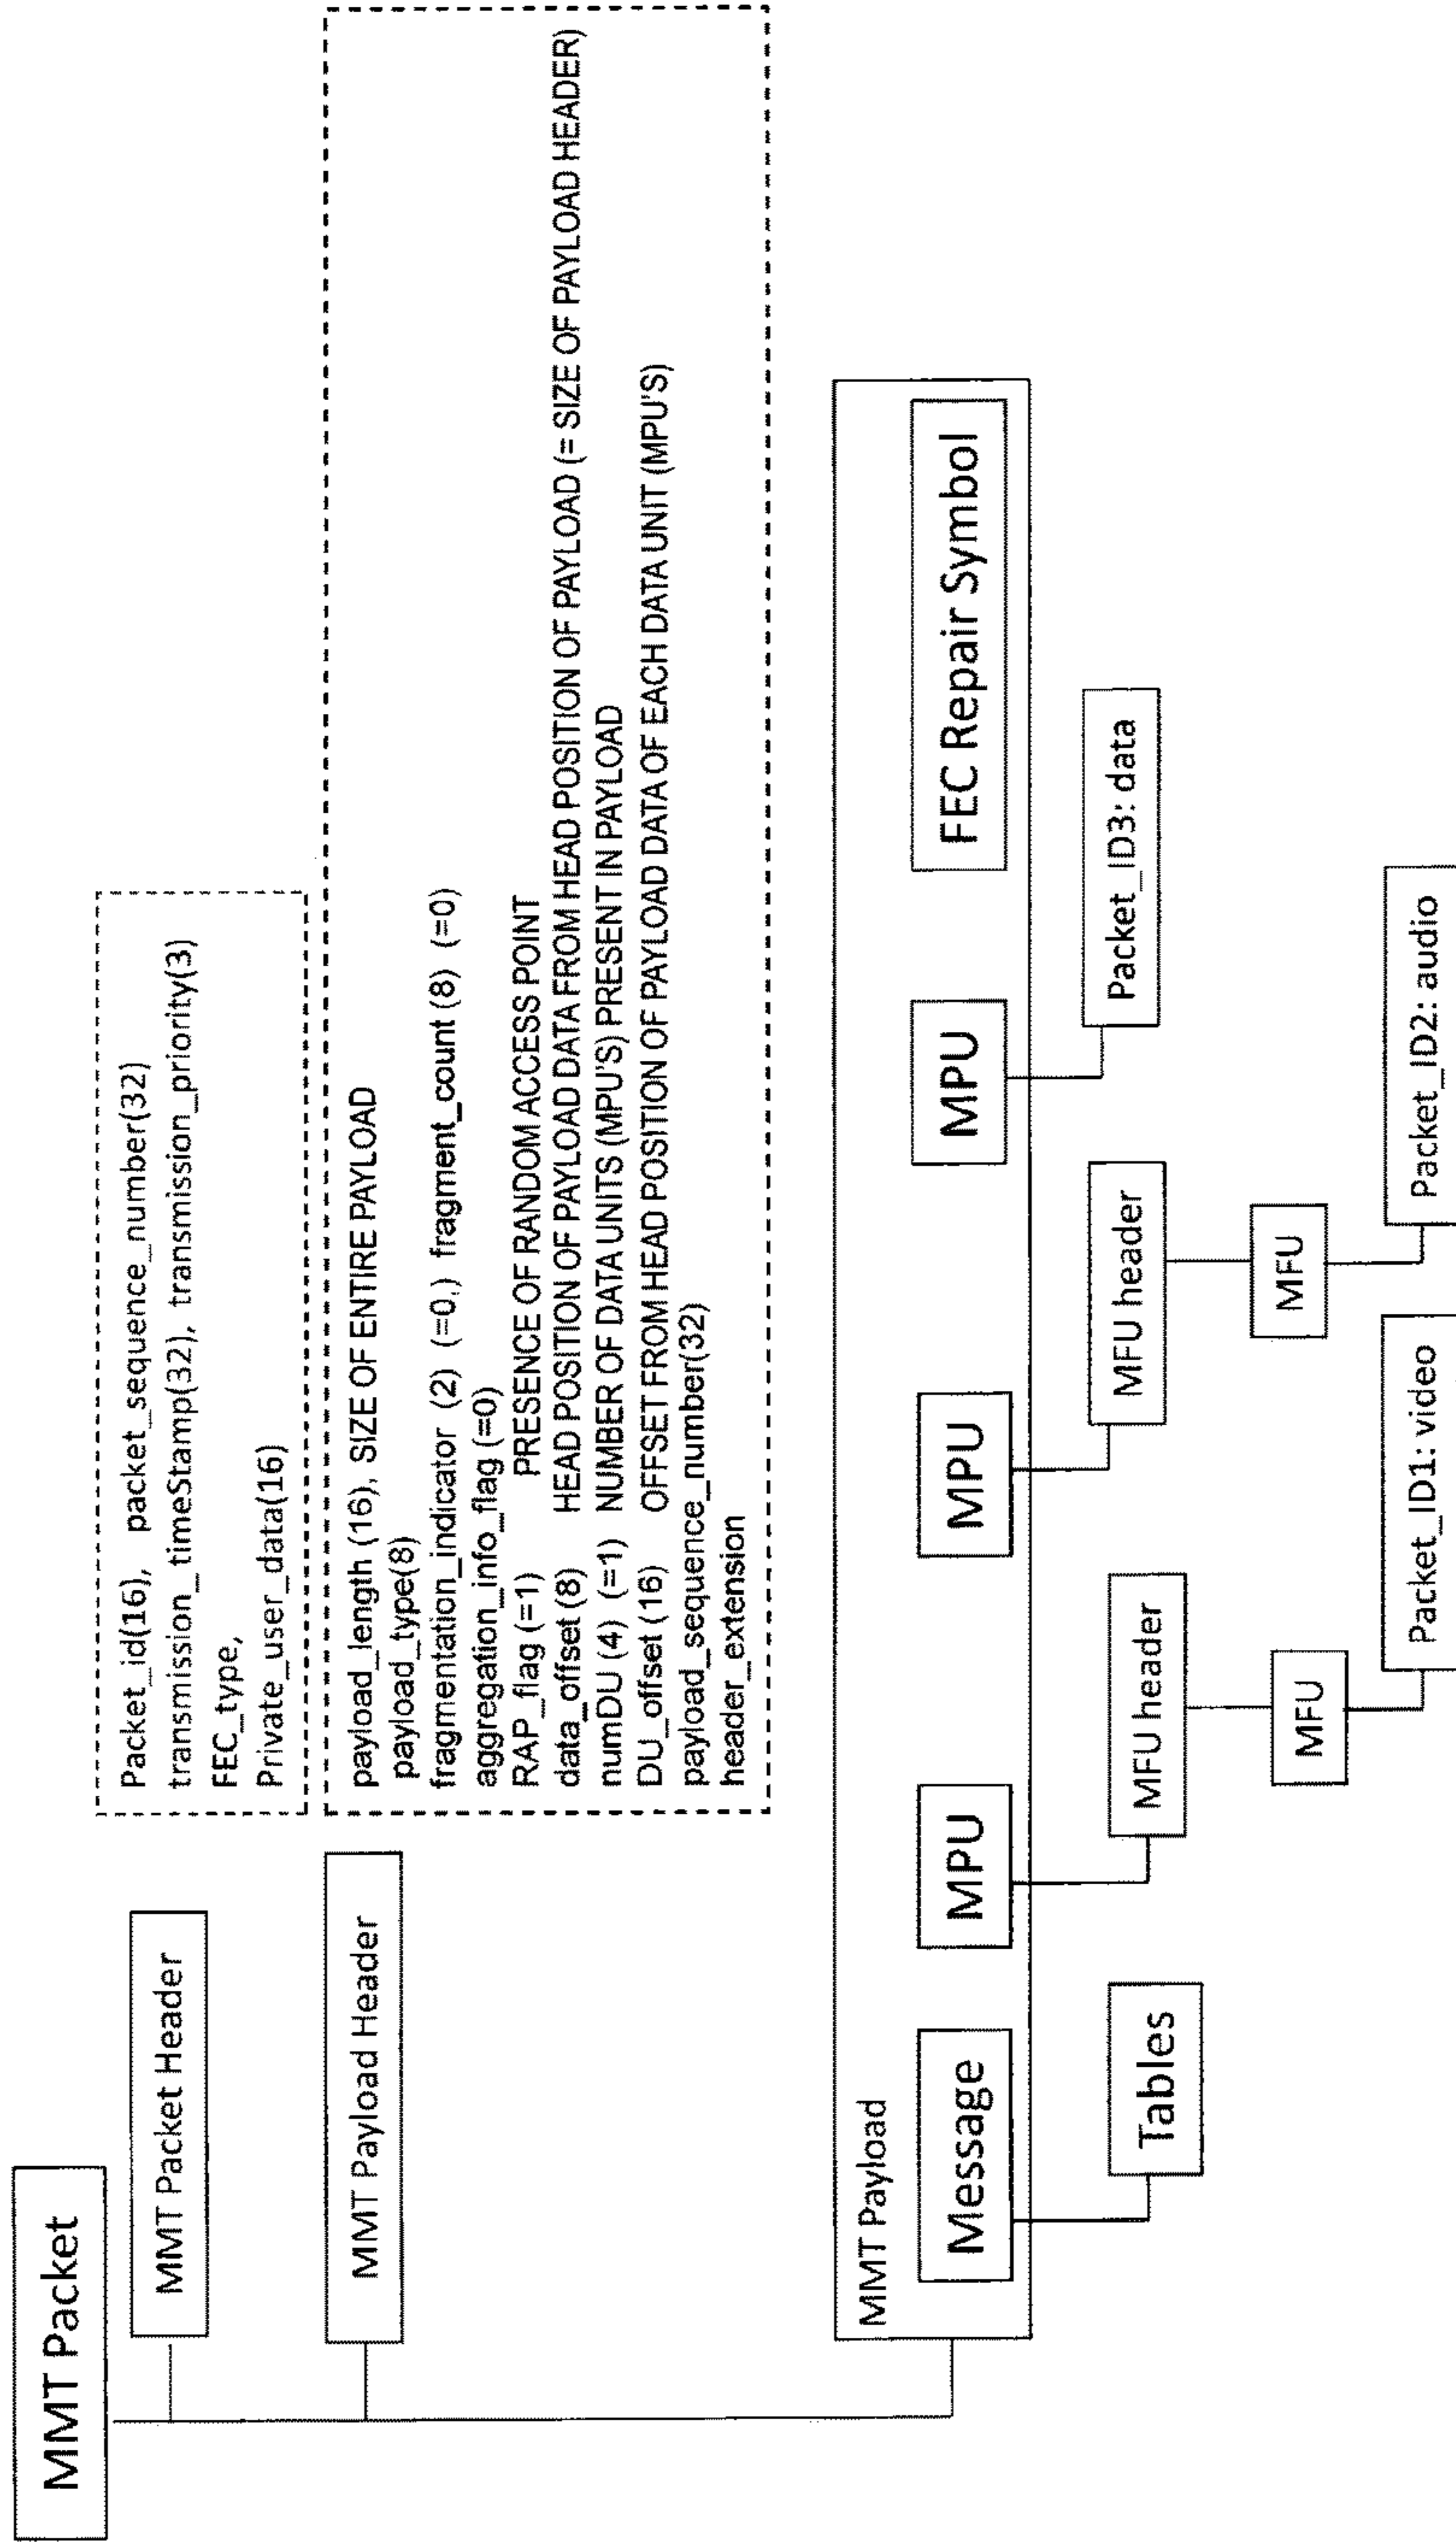 MMT Packet
MMT Packet Header
Packet_id(16), packet_sequence_number(32)
transmission_timeStamp(32), transmission_priority(3)
FEC_type,
Private_user_data(16)
MMT Payload Header
payload_length (16), SIZE OF ENTIRE PAYLOAD
payload_type(8)
fragmentation_indicator (2) (=0,) fragment_count (8) (=0)
aggregation_info_flag (=0)
RAP_flag (=1) PRESENCE OF RANDOM ACCESS POINT
data_offset (8) HEAD POSITION OF PAYLOAD DATA FROM HEAD POSITION OF PAYLOAD (= SIZE OF PAYLOAD HEADER)
numDU (4) (=1) NUMBER OF DATA UNITS (MPU'S) PRESENT IN PAYLOAD
DU_offset (16) OFFSET FROM HEAD POSITION OF PAYLOAD DATA OF EACH DATA UNIT (MPU'S)
payload_sequence_number(32)
header_extension
MMT Payload
Message
MPU
MPU
MPU
FEC Repair Symbol
Tables
MFU header
MFU header
Packet_ID3: data
MFU
MFU
Packet_ID1: video
Packet_ID2: audio